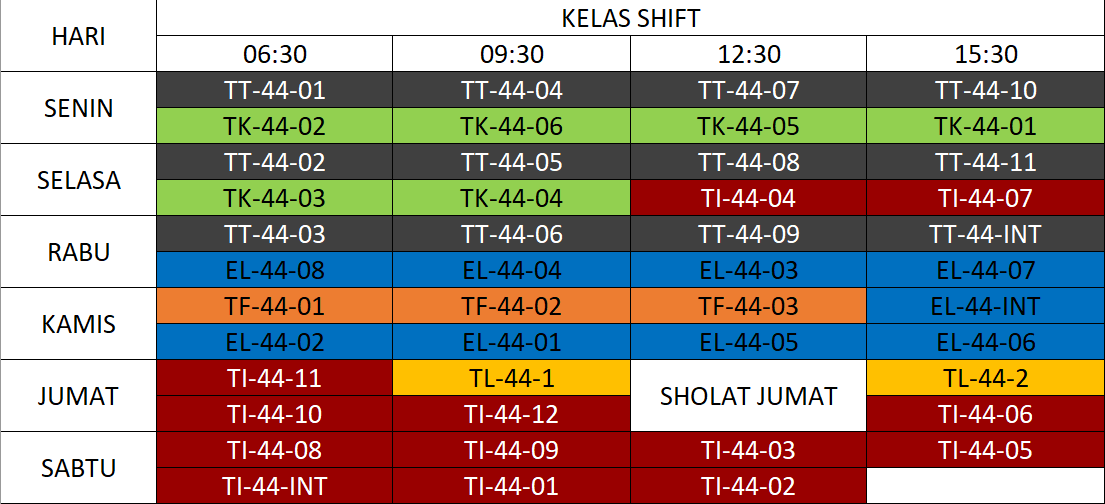 HARI KELAS SHIFT
06:30 09:30 12:30 15:30
SENIN
TT-44-01 TT-44-04 TT-44-07 TT-44-10
TK-44-02 TK-44-06 TK-44-05 TK-44-01
SELASA
TT-44-02 TT-44-05 TT-44-08 TT-44-11
TK-44-03 TK-44-04 TI-44-04 TI-44-07
RABU
TT-44-03 TT-44-06 TT-44-09 TT-44-INT
EL-44-08 EL-44-04 EL-44-03 EL-44-07
KAMIS
TF-44-01 TF-44-02 TF-44-03 EL-44-INT
EL-44-02 EL-44-01 EL-44-05 EL-44-06
JUMAT
TI-44-11 TL-44-1 SHOLAT JUMAT TL-44-2
TI-44-10 TI-44-12 TI-44-06
SABTU
TI-44-08 TI-44-09 TI-44-03 TI-44-05
TI-44-INT TI-44-01 TI-44-02